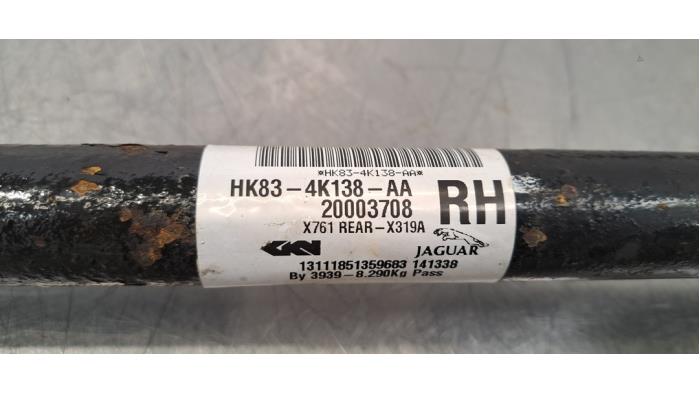 *HK83-4K138-AA*
HK83-4K138-AA
RH
20003708
X761 REAR-X319A
GKN
JAGUAR
13111851359683 141338
By 3939-8.290Kg Pass